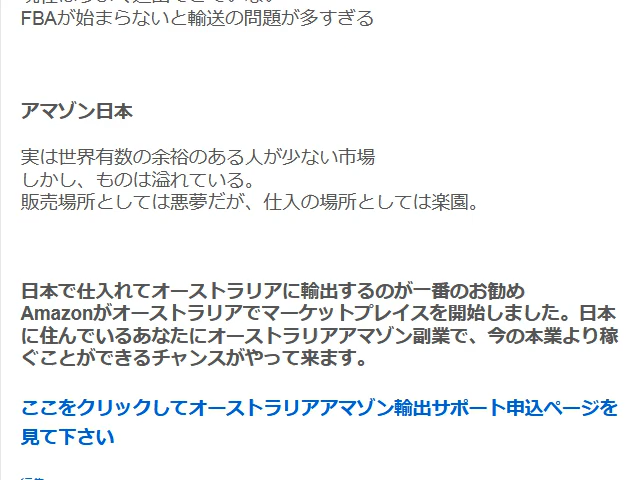 FBAが始まらないと輸送の問題が多すぎる
アマゾン日本
実は世界有数の余裕のある人が少ない市場
しかし、ものは溢れている。
販売場所としては悪夢だが、仕入の場所としては楽園。
日本で仕入れてオーストラリアに輸出するのが一番のお勧め
Amazonがオーストラリアでマーケットプレイスを開始しました。日本
に住んでいるあなたにオーストラリアアマゾン副業で、今の本業より稼
ぐことができるチャンスがやって来ます。
ここをクリックしてオーストラリアアマゾン輸出サポート申込ページを
見て下さい